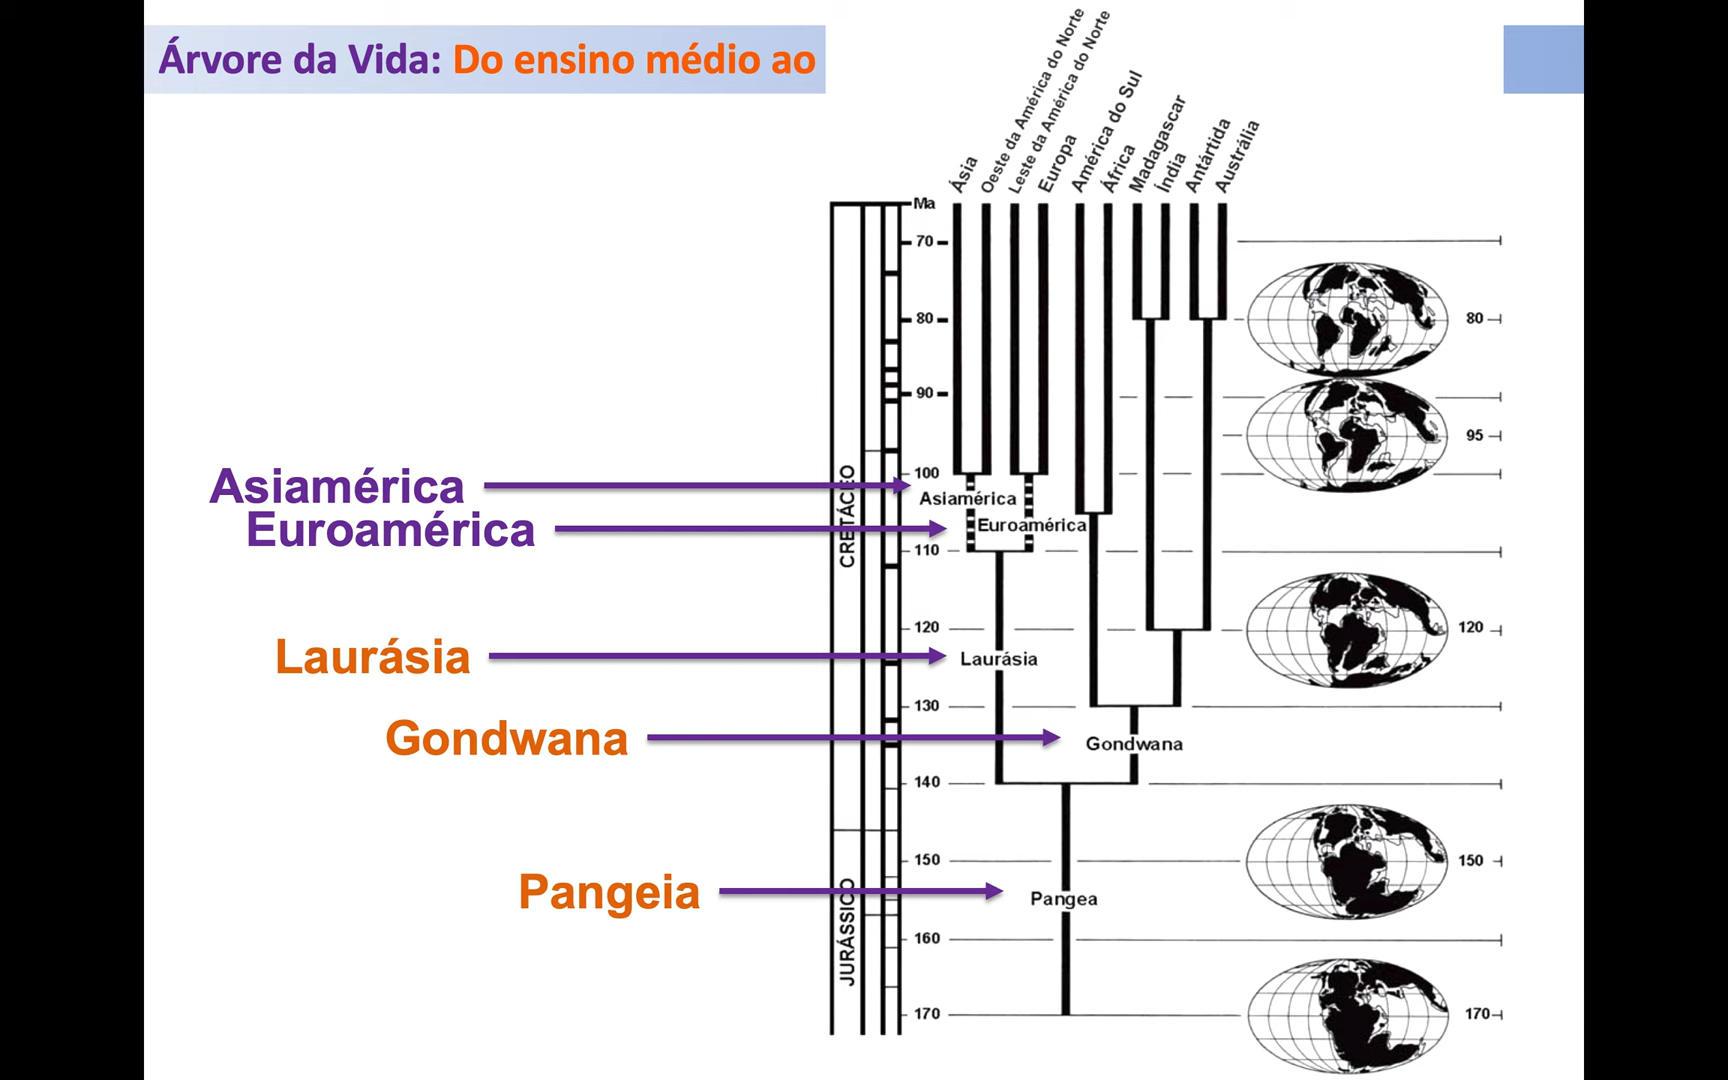 Árvore da Vida: Do ensino médio ao
Ásia
Oeste da América do Norte
Leste da América do Norte
Europa
América do Sul
África
Madagascar
Índia
Antártida
Austrália
Ma
70
80
80
90
95
100
Asiamérica
Asiamérica
Euroamérica
Euroamérica
CRETÁCEO
110
120
120
Laurásia
Laurásia
130
Gondwana
Gondwana
140
150
150
Pangeia
Pangea
JURÁSSICO
160
170
170